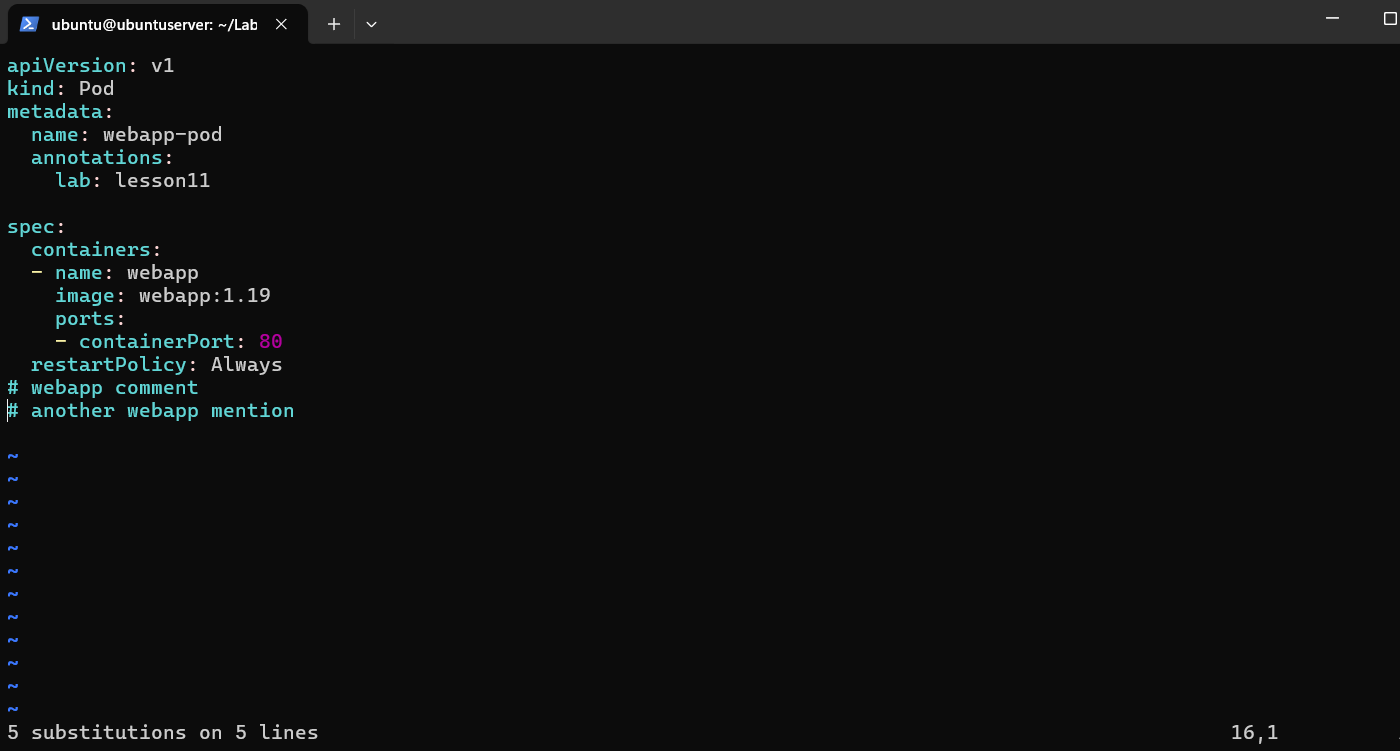 ubuntu@ubuntuserver: ~/Lab
apiVersion: v1
kind: Pod
metadata:
  name: webapp-pod
  annotations:
    lab: lesson11

spec:
  containers:
  - name: webapp
    image: webapp:1.19
    ports:
    - containerPort: 80
  restartPolicy: Always
# webapp comment
# another webapp mention

~
~
~
~
~
~
~
~
~
~
~
~
5 substitutions on 5 lines 16,1